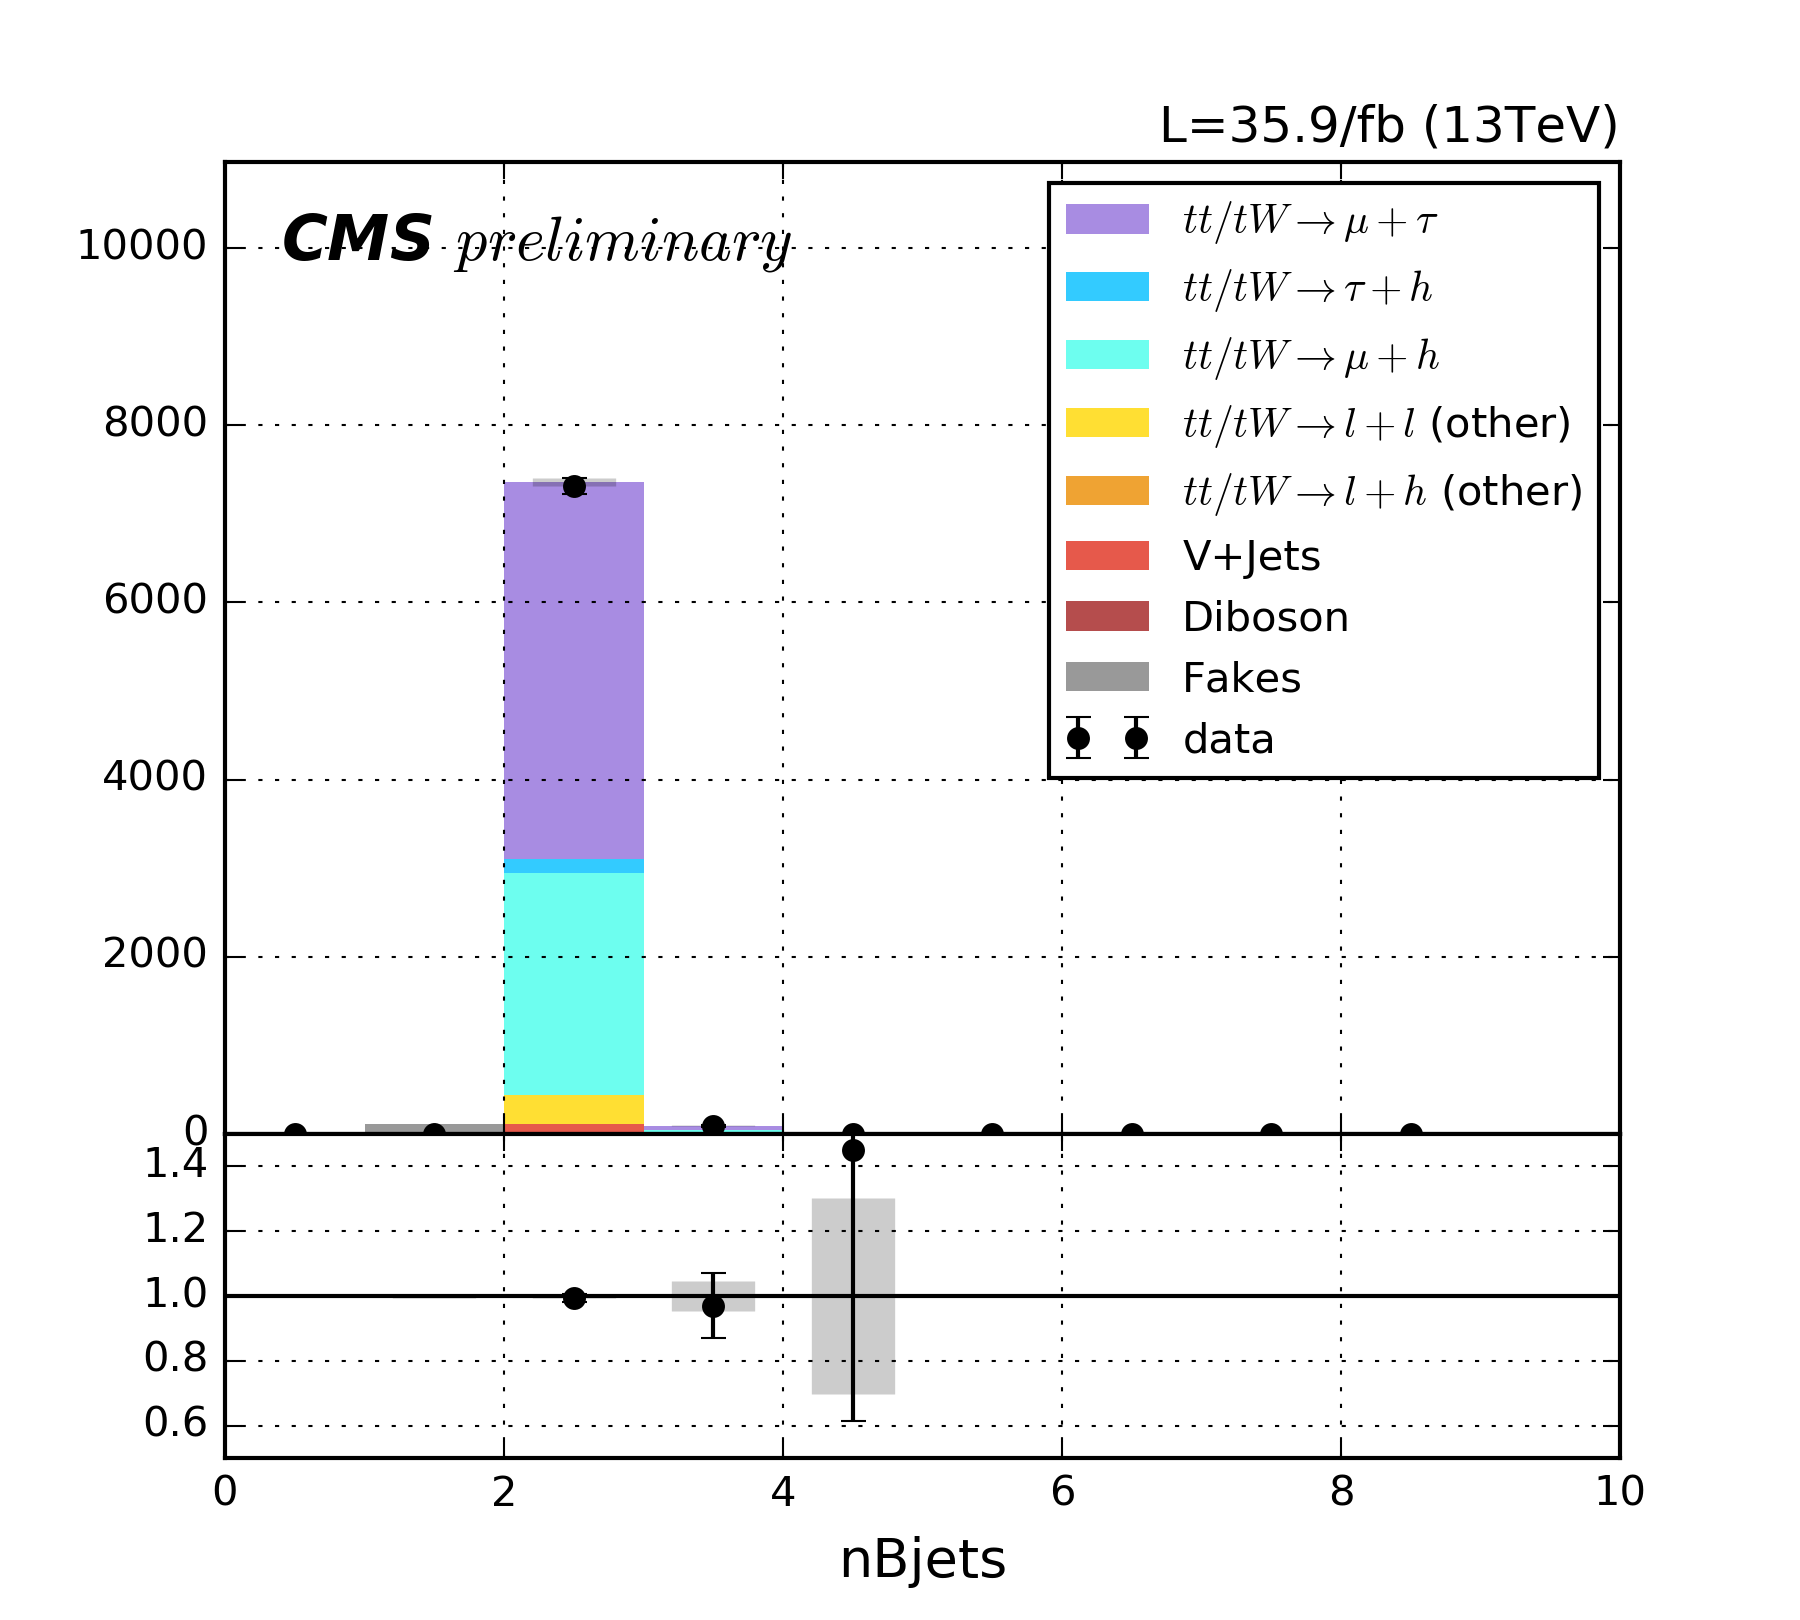 L=35.9/fb (13TeV)
CMS preliminary
10000
8000
6000
4000
2000
0
tt/tW→μ+τ
tt/tW→τ+h
tt/tW→μ+h
tt/tW→l+l (other)
tt/tW→l+h (other)
V+Jets
Diboson
Fakes
data
1.4
1.2
1.0
0.8
0.6
0 2 4 6 8 10
nBjets